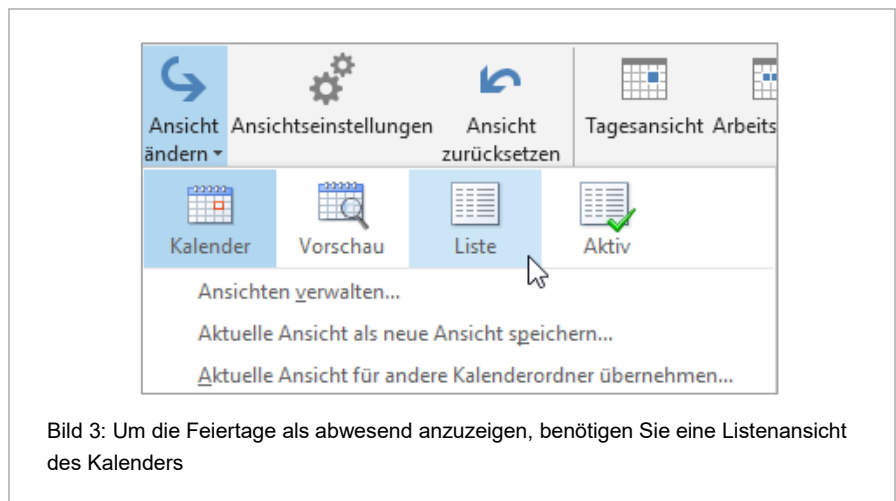 Ansicht ändern Ansichtseinstellungen Ansicht zurücksetzen Tagesansicht Arbeits
Kalender Vorschau Liste Aktiv
Ansichten verwalten...
Aktuelle Ansicht als neue Ansicht speichern...
Aktuelle Ansicht für andere Kalenderordner übernehmen...
Bild 3: Um die Feiertage als abwesend anzuzeigen, benötigen Sie eine Listenansicht
des Kalenders